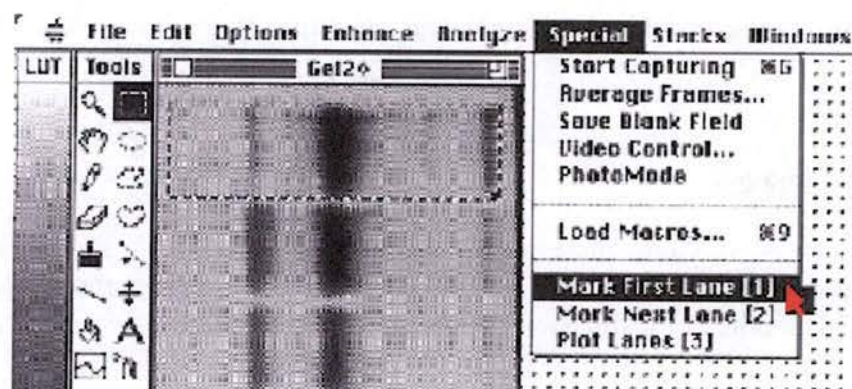 File Edit Options Enhance Analyze Special Stacks Windows
LUT Tools Gel2
Start Capturing ⌘G
Average Frames...
Save Blank Field
Video Control...
PhotoMode
Load Macros... ⌘9
Mark First Lane [1]
Mark Next Lane [2]
Plot Lanes [3]
A